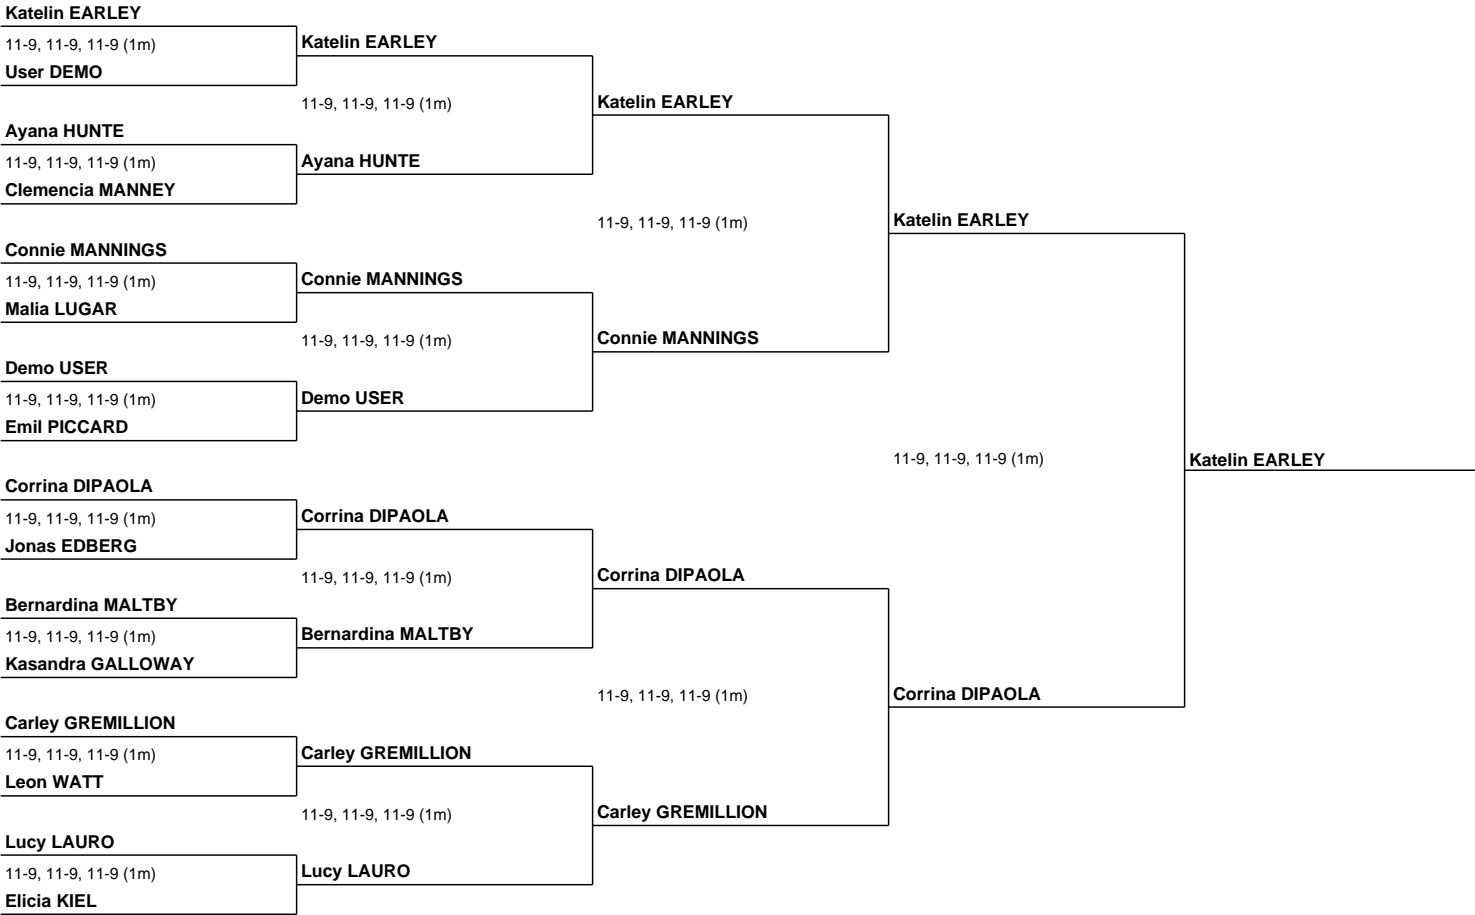 Katelin EARLEY
11-9, 11-9, 11-9 (1m)
User DEMO
Ayana HUNTE
11-9, 11-9, 11-9 (1m)
Clemencia MANNEY
Connie MANNINGS
11-9, 11-9, 11-9 (1m)
Malia LUGAR
Demo USER
11-9, 11-9, 11-9 (1m)
Emil PICCARD
Corrina DIPAOLA
11-9, 11-9, 11-9 (1m)
Jonas EDBERG
Bernardina MALTBY
11-9, 11-9, 11-9 (1m)
Kasandra GALLOWAY
Carley GREMILLION
11-9, 11-9, 11-9 (1m)
Leon WATT
Lucy LAURO
11-9, 11-9, 11-9 (1m)
Elicia KIEL
Katelin EARLEY
11-9, 11-9, 11-9 (1m)
Ayana HUNTE
Connie MANNINGS
11-9, 11-9, 11-9 (1m)
Demo USER
Corrina DIPAOLA
11-9, 11-9, 11-9 (1m)
Bernardina MALTBY
Carley GREMILLION
11-9, 11-9, 11-9 (1m)
Lucy LAURO
Katelin EARLEY
11-9, 11-9, 11-9 (1m)
Connie MANNINGS
Corrina DIPAOLA
11-9, 11-9, 11-9 (1m)
Carley GREMILLION
Katelin EARLEY
11-9, 11-9, 11-9 (1m)
Corrina DIPAOLA
Katelin EARLEY